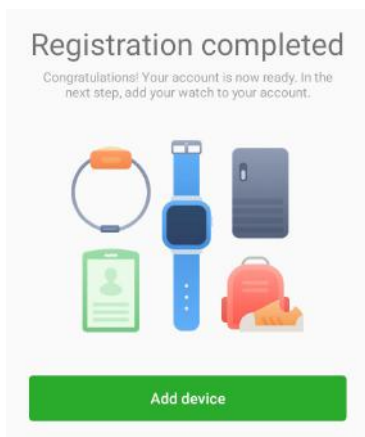 Registration completed
Congratulations! Your account is now ready. In the
next step, add your watch to your account.
Add device